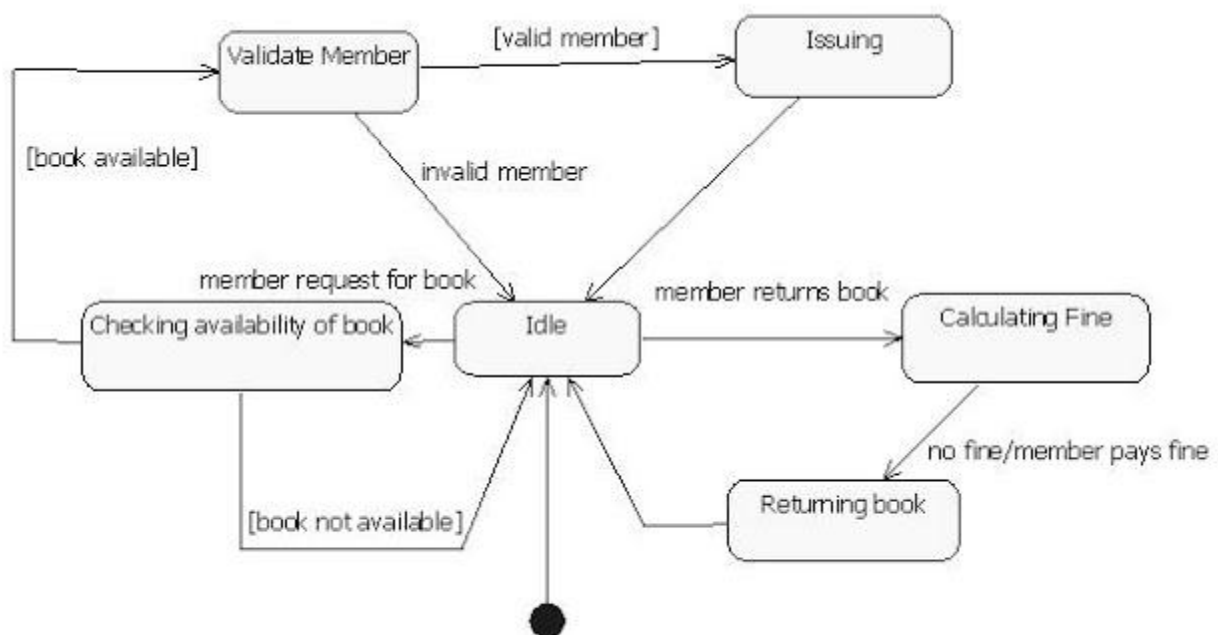 Validate Member
[valid member]
Issuing
[book available]
invalid member
member request for book
member returns book
Checking availability of book
Idle
Calculating Fine
no fine/member pays fine
Returning book
[book not available]